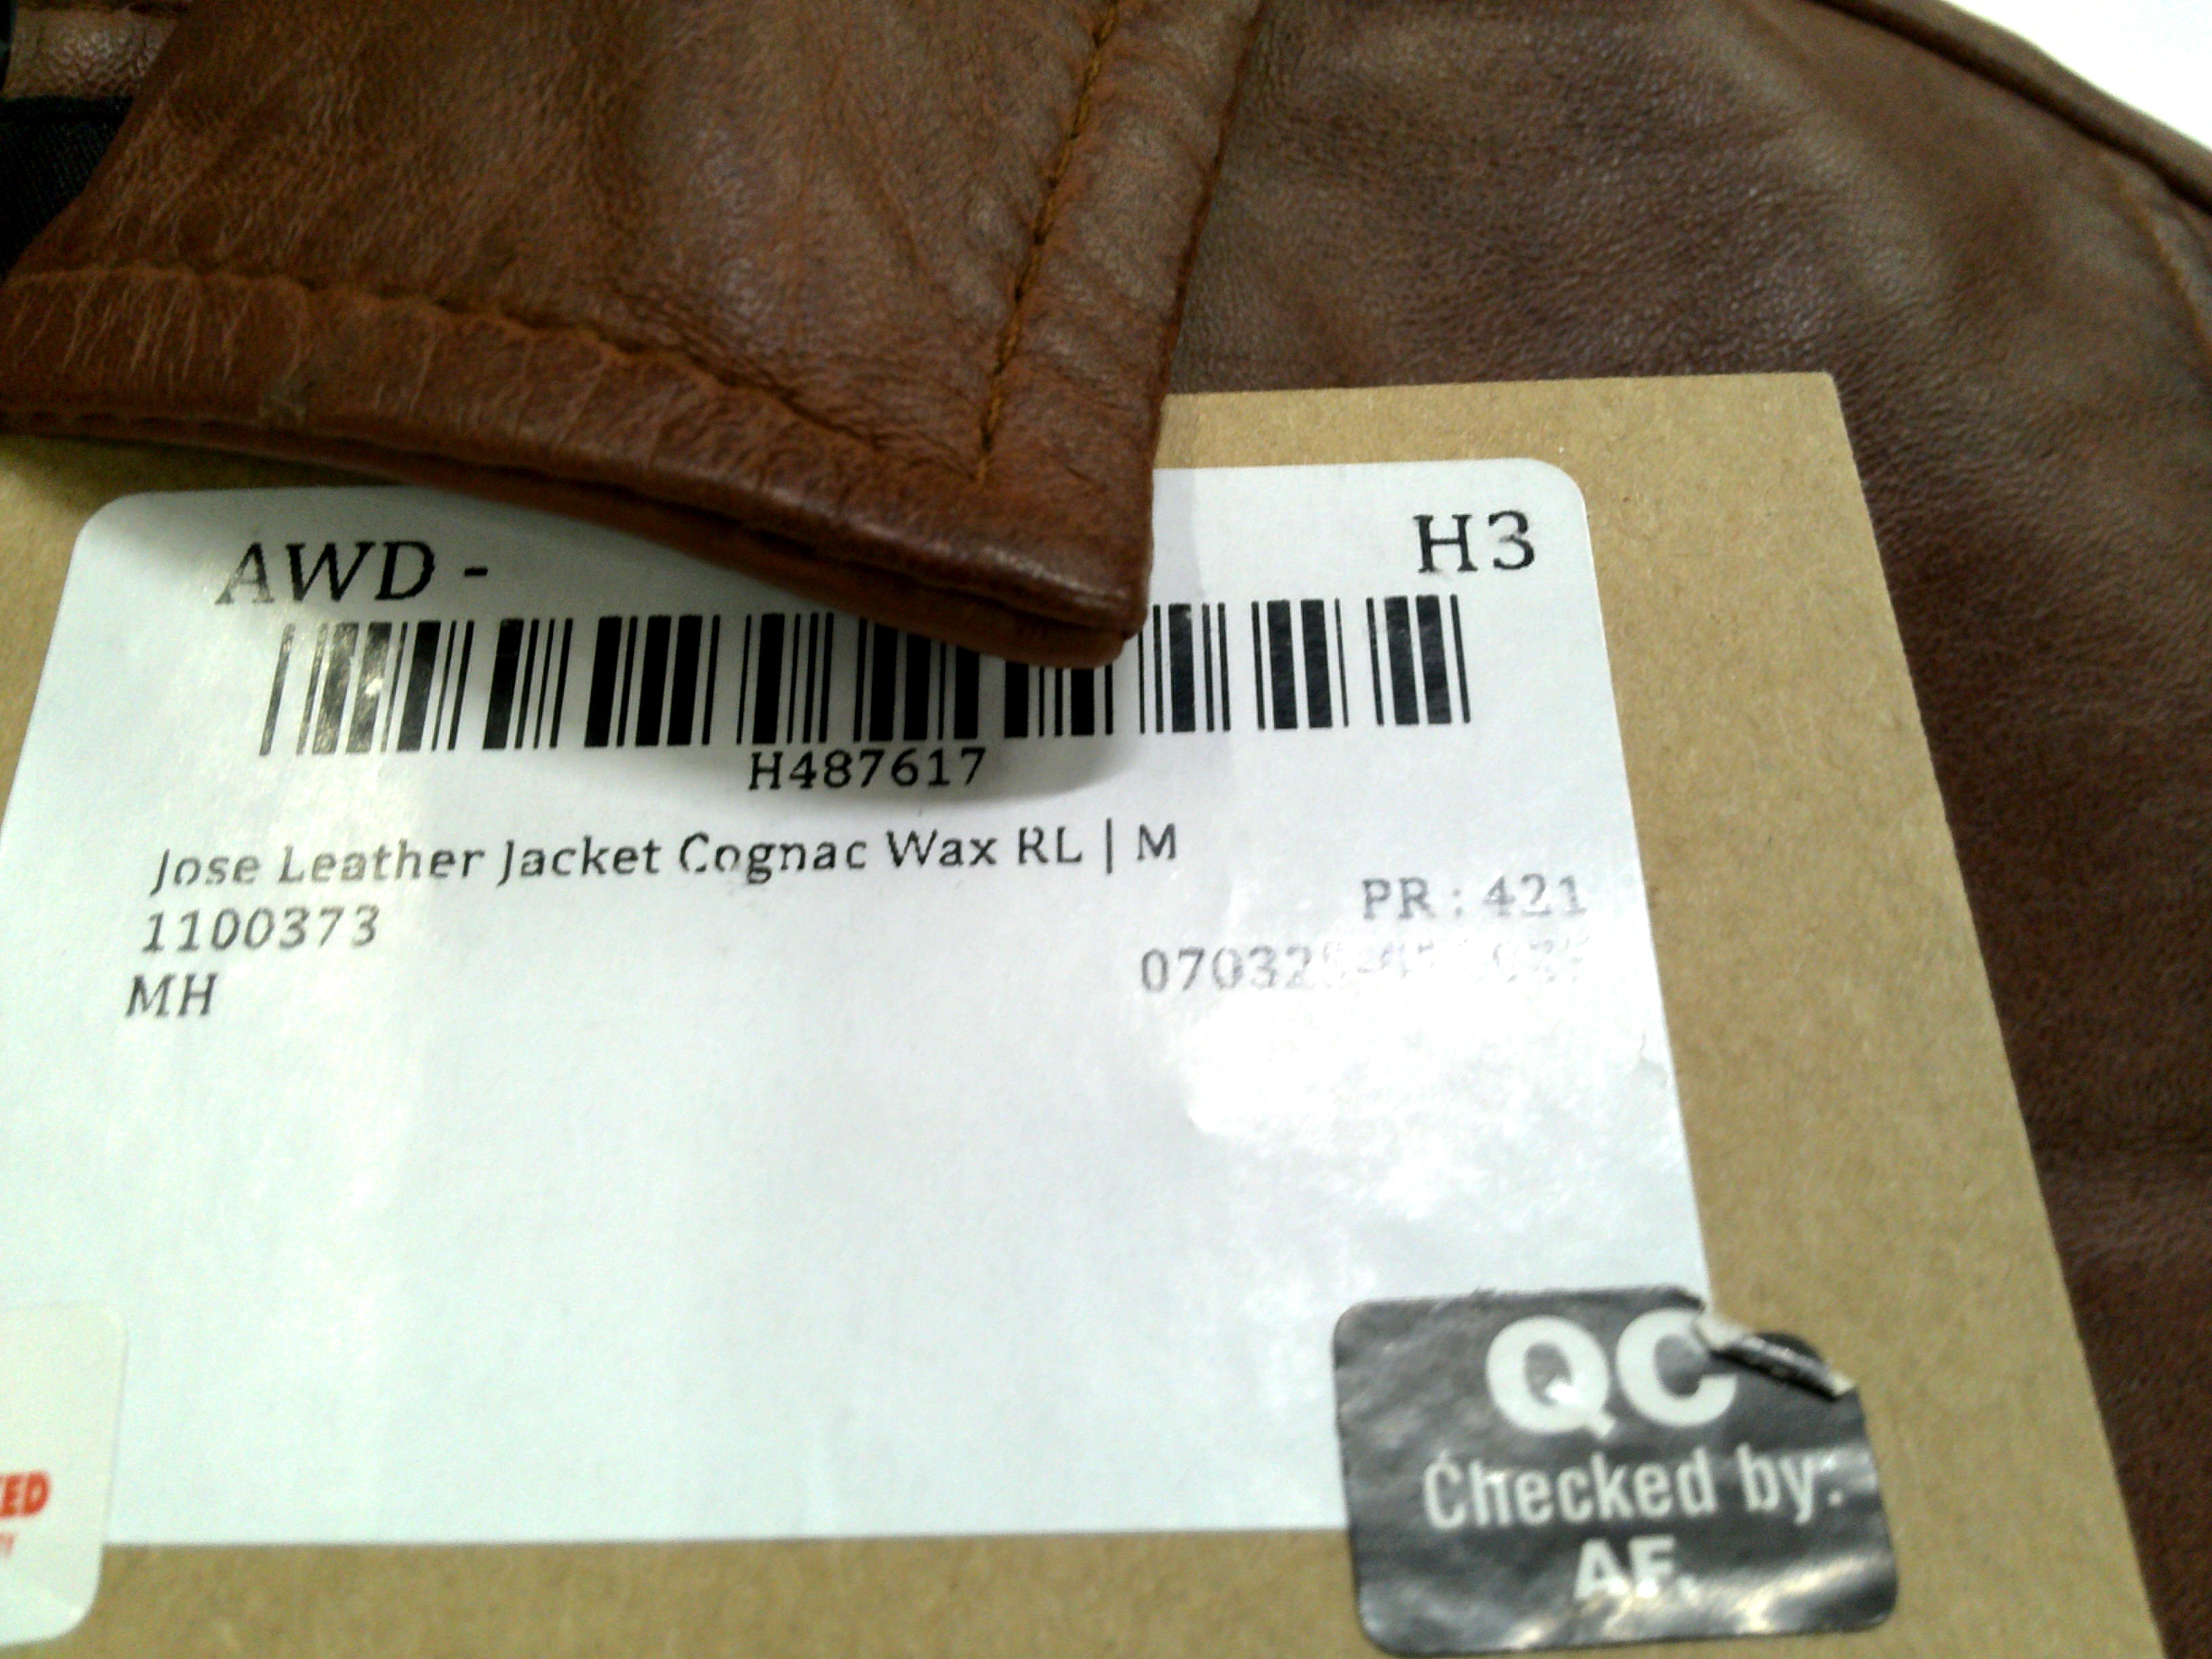 AWD - H3
H487617
Jose Leather Jacket Cognac Wax RL | M
PR : 421
1100373
MH
QC
Checked by:
AF.